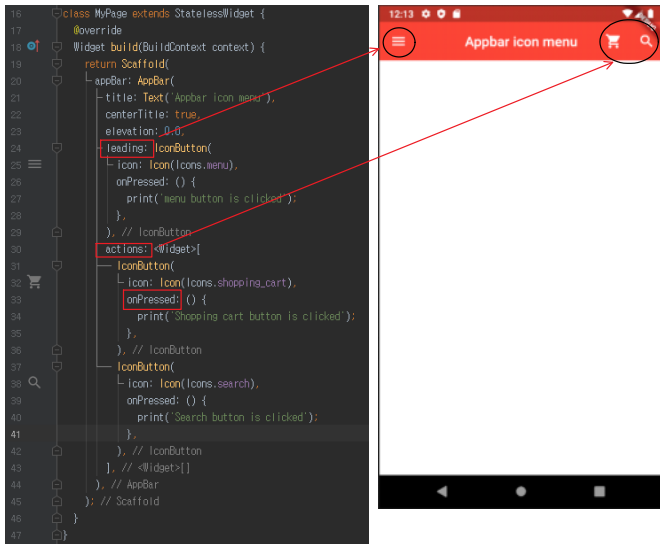 16 class MyPage extends StatelessWidget {
17 @override
18 Widget build(BuildContext context) {
19 return Scaffold(
20 appBar: AppBar(
21 title: Text('Appbar icon menu'),
22 centerTitle: true,
23 elevation: 0.0,
24 leading: IconButton(
25 icon: Icon(Icons.menu),
26 onPressed: () {
27 print('menu button is clicked');
28 },
29 ), // IconButton
30 actions: <Widget>[
31 IconButton(
32 icon: Icon(Icons.shopping_cart),
33 onPressed: () {
34 print('Shopping cart button is clicked');
35 },
36 ), // IconButton
37 IconButton(
38 icon: Icon(Icons.search),
39 onPressed: () {
40 print('Search button is clicked');
41 },
42 ), // IconButton
43 ], // <Widget>[]
44 ), // AppBar
45 ); // Scaffold
46 }
47 }
12:13
Appbar icon menu